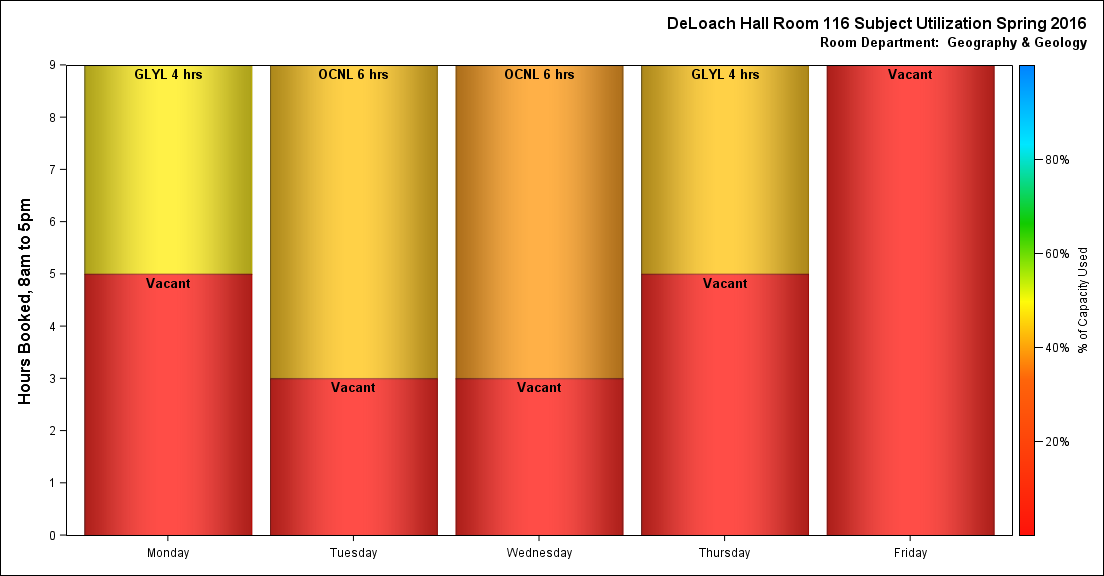 DeLoach Hall Room 116 Subject Utilization Spring 2016
Room Department: Geography & Geology
Hours Booked, 8am to 5pm
9
8
7
6
5
4
3
2
1
0
GLYL 4 hrs
Vacant
OCNL 6 hrs
Vacant
OCNL 6 hrs
Vacant
GLYL 4 hrs
Vacant
Vacant
Monday
Tuesday
Wednesday
Thursday
Friday
80%
60%
40%
20%
% of Capacity Used